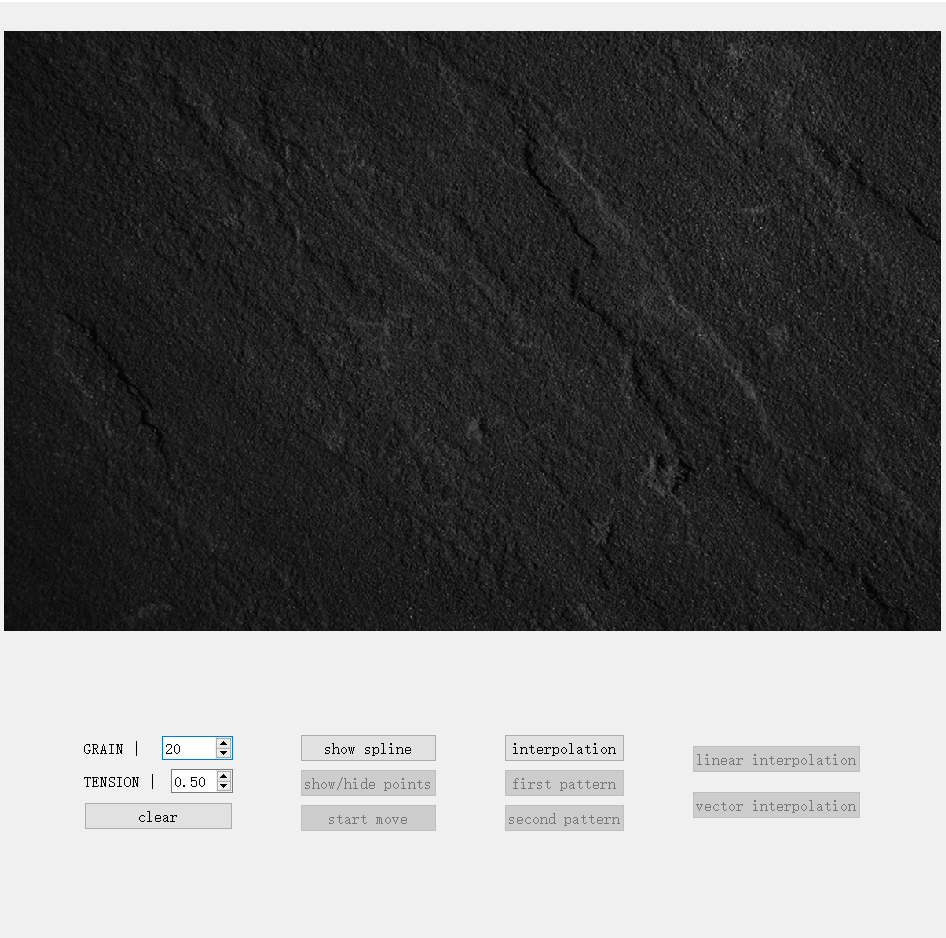 GRAIN |
20
show spline
interpolation
linear interpolation
TENSION |
0.50
show/hide points
first pattern
vector interpolation
clear
start move
second pattern